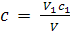 c = V₁c₁/V